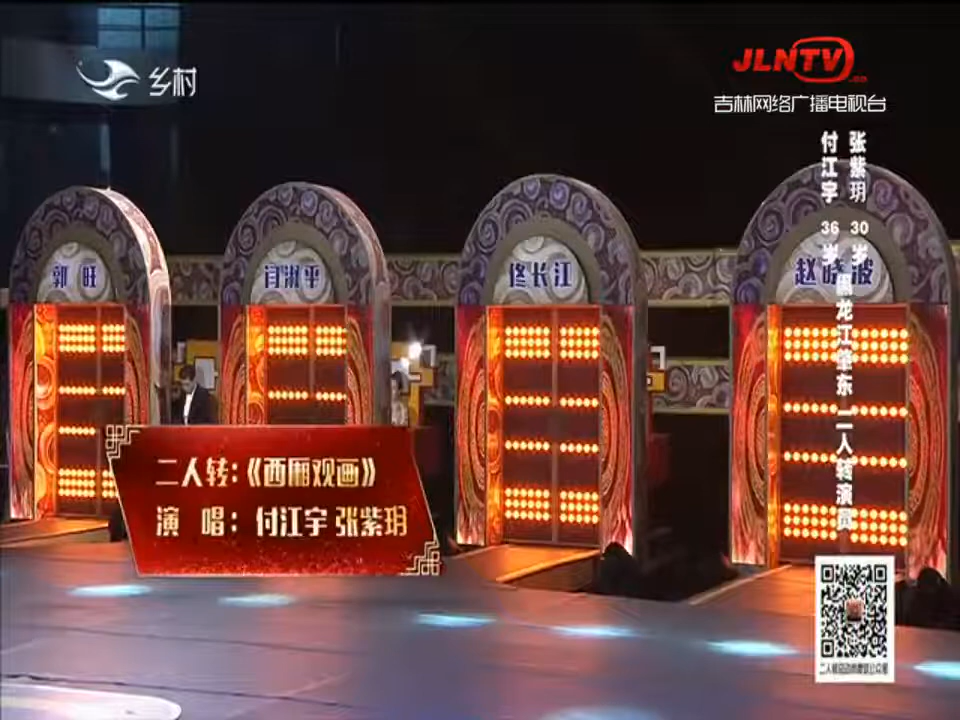 乡村
JLNTV
吉林网络广播电视台
张紫玥 30岁
付江宇 36岁
黑龙江肇东 二人转演员
郭旺
闫淑平
佟长江
赵晓波
二人转:《西厢观画》
演 唱: 付江宇 张紫玥